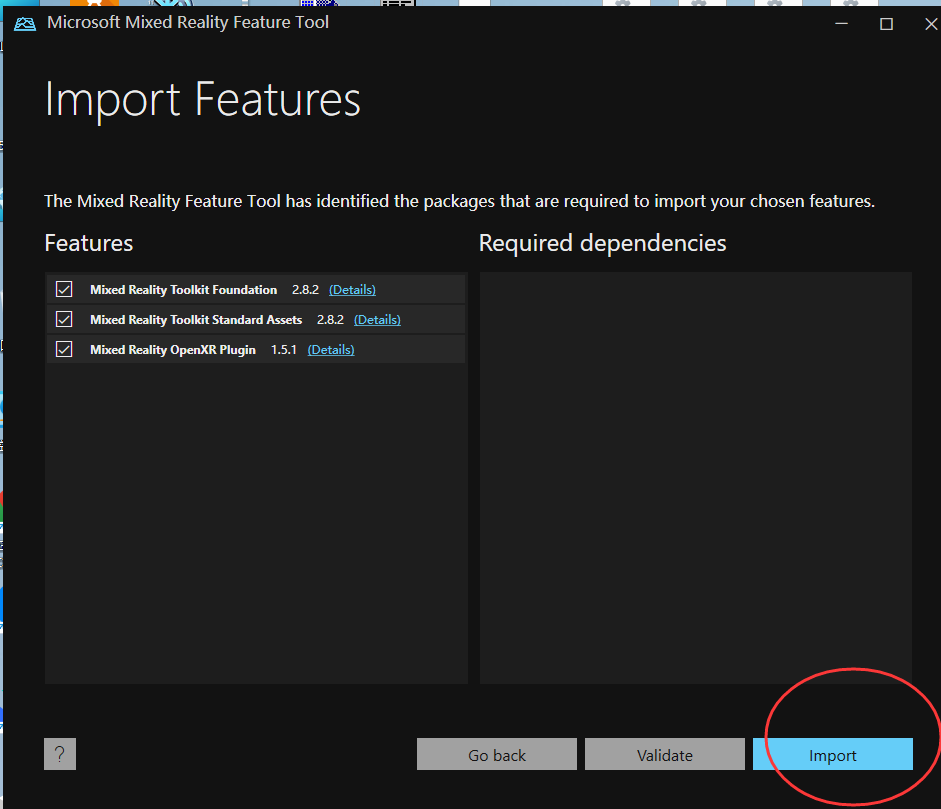 Microsoft Mixed Reality Feature Tool
Import Features
The Mixed Reality Feature Tool has identified the packages that are required to import your chosen features.
Features
Required dependencies
Mixed Reality Toolkit Foundation 2.8.2 (Details)
Mixed Reality Toolkit Standard Assets 2.8.2 (Details)
Mixed Reality OpenXR Plugin 1.5.1 (Details)
?
Go back
Validate
Import